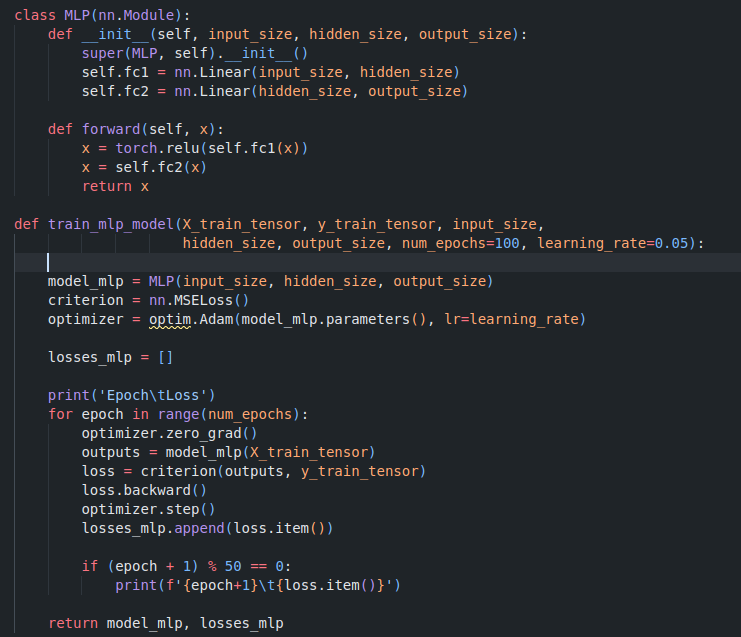 class MLP(nn.Module):
    def __init__(self, input_size, hidden_size, output_size):
        super(MLP, self).__init__()
        self.fc1 = nn.Linear(input_size, hidden_size)
        self.fc2 = nn.Linear(hidden_size, output_size)

    def forward(self, x):
        x = torch.relu(self.fc1(x))
        x = self.fc2(x)
        return x

def train_mlp_model(X_train_tensor, y_train_tensor, input_size,
                    hidden_size, output_size, num_epochs=100, learning_rate=0.05):

    model_mlp = MLP(input_size, hidden_size, output_size)
    criterion = nn.MSELoss()
    optimizer = optim.Adam(model_mlp.parameters(), lr=learning_rate)

    losses_mlp = []

    print('Epoch\tLoss')
    for epoch in range(num_epochs):
        optimizer.zero_grad()
        outputs = model_mlp(X_train_tensor)
        loss = criterion(outputs, y_train_tensor)
        loss.backward()
        optimizer.step()
        losses_mlp.append(loss.item())

        if (epoch + 1) % 50 == 0:
            print(f'{epoch+1}\t{loss.item()}')

    return model_mlp, losses_mlp